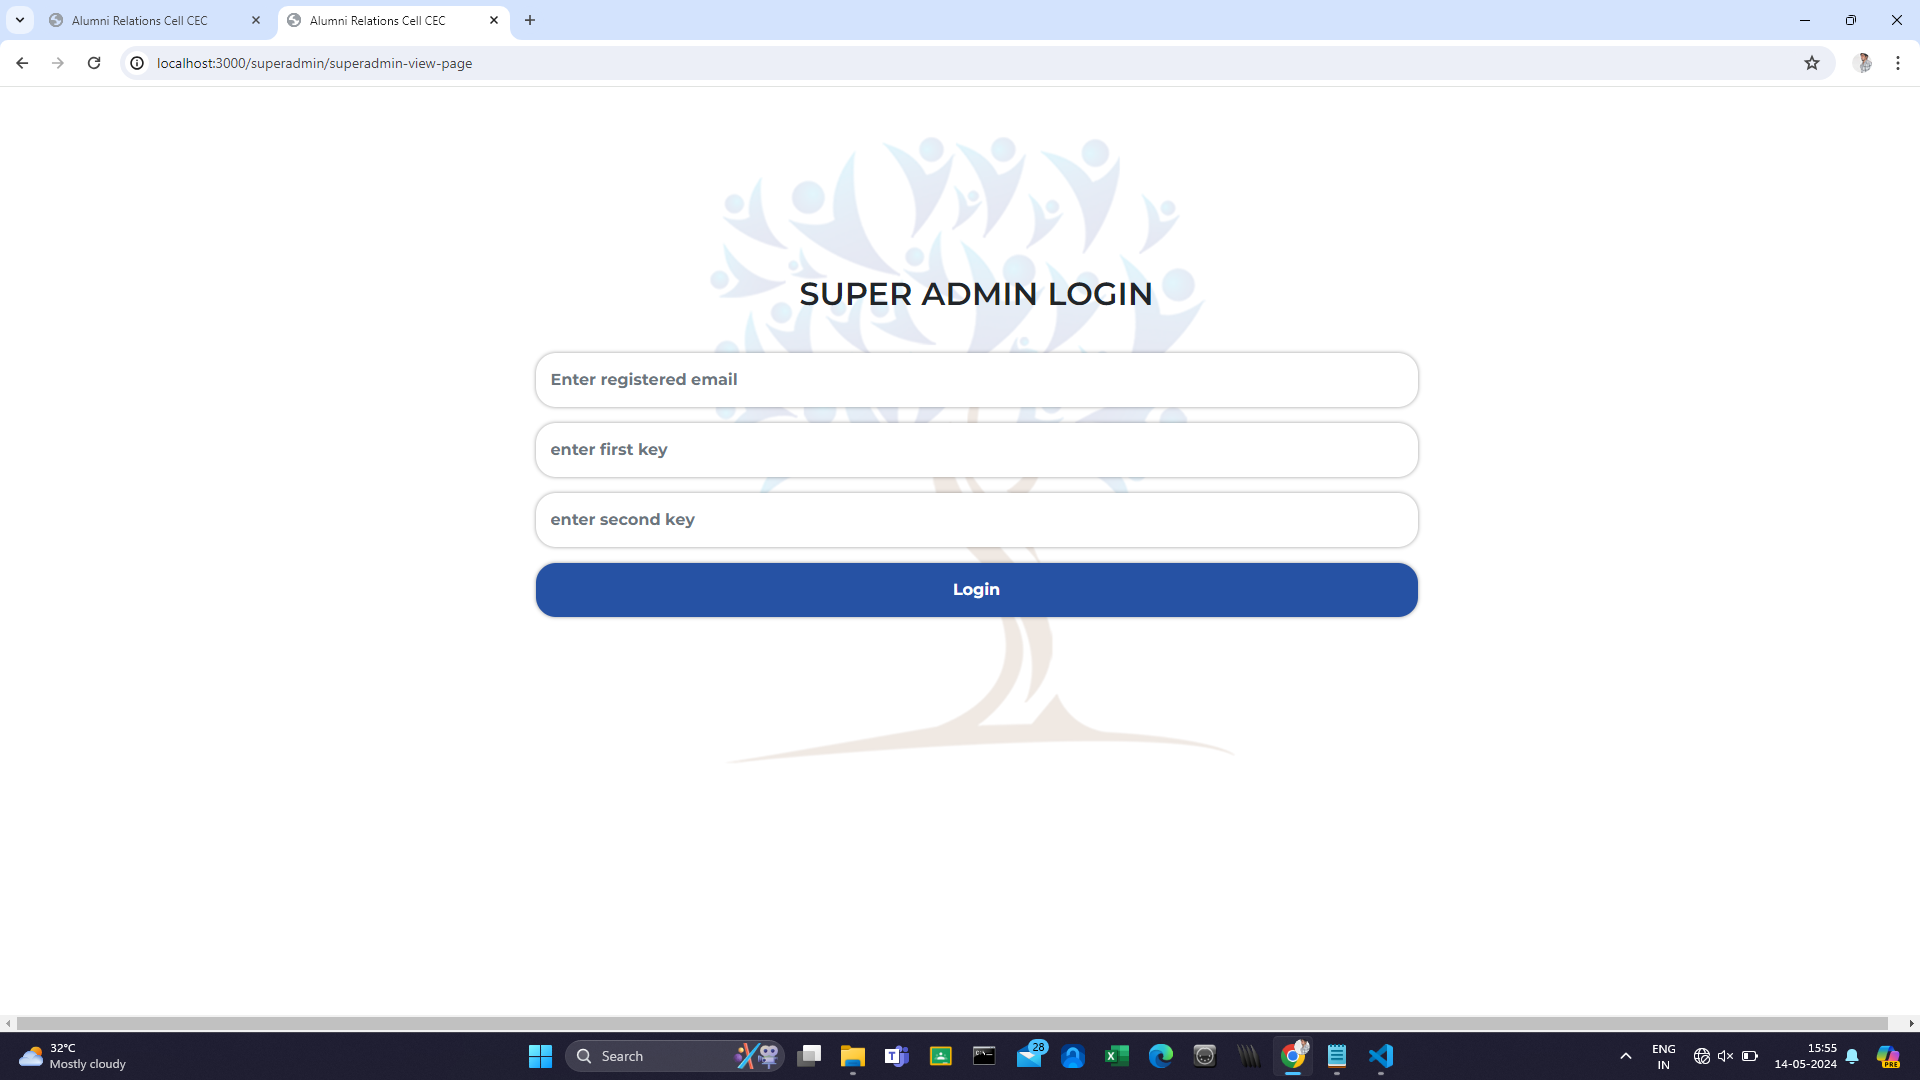 Alumni Relations Cell CEC
Alumni Relations Cell CEC
localhost:3000/superadmin/superadmin-view-page
SUPER ADMIN LOGIN
Enter registered email
enter first key
enter second key
Login
32°C
Mostly cloudy
Search
28
ENG
IN
15:55
14-05-2024
PRE